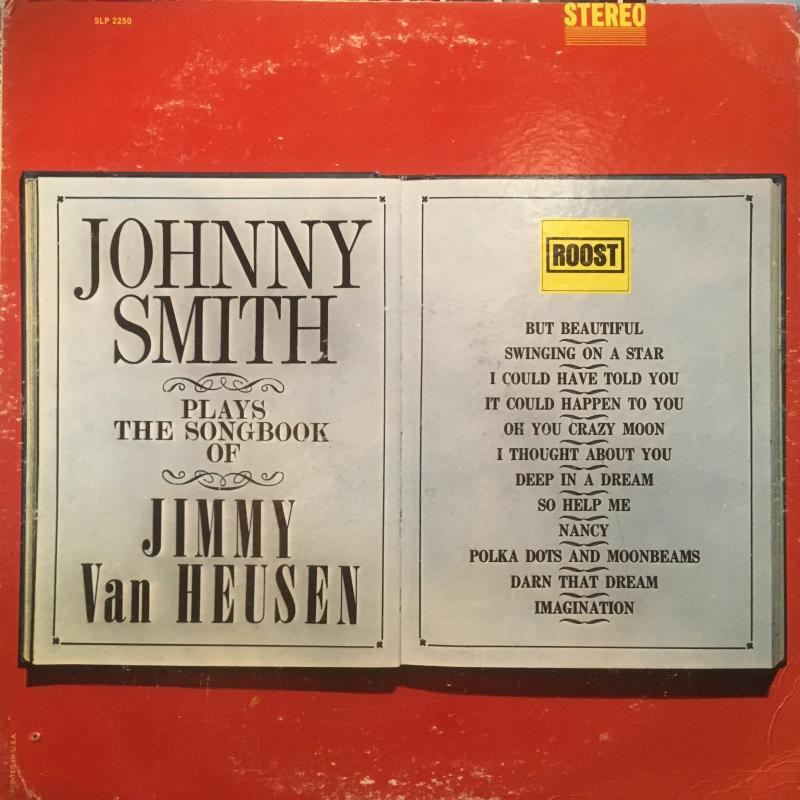 SLP 2250
STEREO
JOHNNY
SMITH
PLAYS
THE SONGBOOK
OF
JIMMY
Van HEUSEN
ROOST
BUT BEAUTIFUL
SWINGING ON A STAR
I COULD HAVE TOLD YOU
IT COULD HAPPEN TO YOU
OH YOU CRAZY MOON
I THOUGHT ABOUT YOU
DEEP IN A DREAM
SO HELP ME
NANCY
POLKA DOTS AND MOONBEAMS
DARN THAT DREAM
IMAGINATION
IN U.S.A.